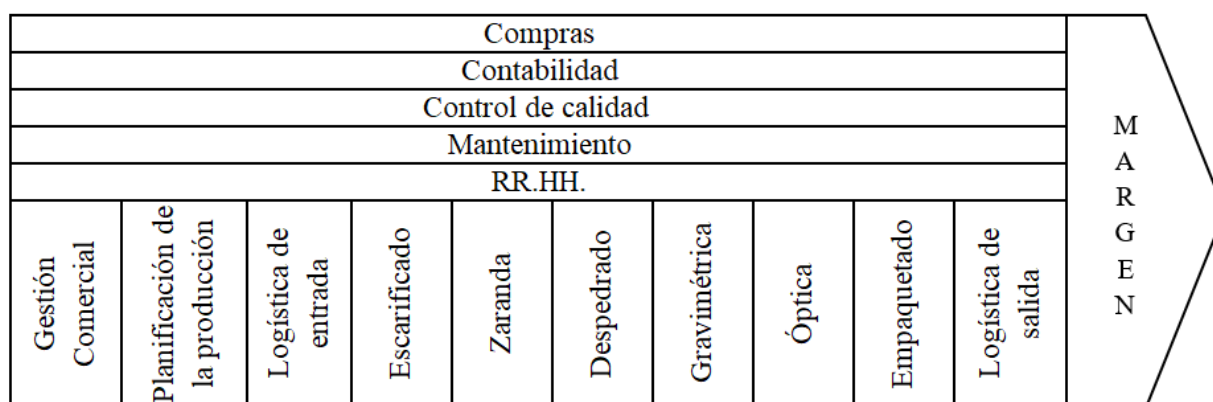 Compras
Contabilidad
Control de calidad
Mantenimiento
RR.HH.
Gestión
Comercial
Planificación de
la producción
Logística de
entrada
Escarificado
Zaranda
Despedrado
Gravimétrica
Óptica
Empaquetado
Logística de
salida
MARGEN